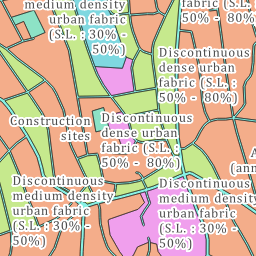 medium density
urban fabric
(S.L. : 30% -
50%)
urban fabric
(S.L. :
50% -  80%)
Discontinuous
dense urban
fabric (S.L. :
50% -  80%)
Construction
sites
Discontinuous
dense urban
fabric (S.L. :
50% -  80%)
A
(ann
Discontinuous
medium density
urban fabric
(S.L. : 30% -
50%)
Discontinuous
medium density
urban fabric
(S.L. : 30% -
50%)